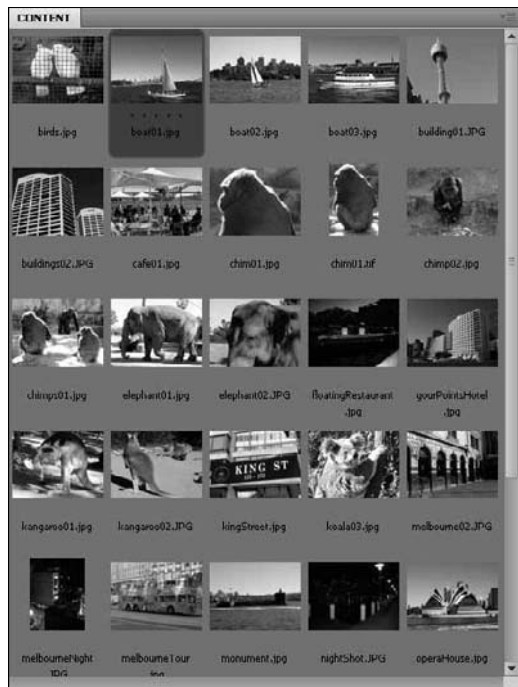 CONTENT
birds.jpg
boat01.jpg
boat02.jpg
boat03.jpg
building01.JPG
buildings02.JPG
cafe01.jpg
chim01.jpg
chim01.tif
chimp02.jpg
chimps01.jpg
elephant01.jpg
elephant02.JPG
floatingRestaurant
.jpg
yourPointsHotel
.jpg
KING ST
kangaroo01.jpg
kangaroo02.JPG
kingStreet.jpg
koala03.jpg
melbourne02.JPG
melbourneNight
.JPG
melbourneTour
.jpg
monument.jpg
nightShot.JPG
operaHouse.jpg